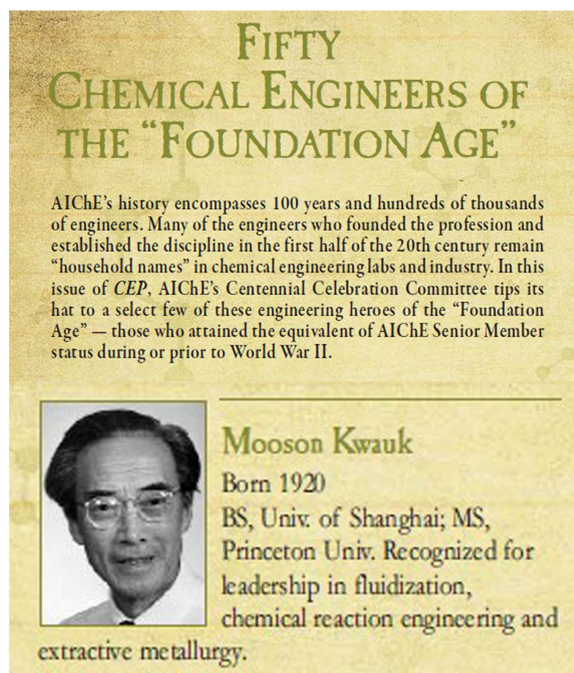 FIFTY
CHEMICAL ENGINEERS OF
THE “FOUNDATION AGE”
AIChE’s history encompasses 100 years and hundreds of thousands
of engineers. Many of the engineers who founded the profession and
established the discipline in the first half of the 20th century remain
“household names” in chemical engineering labs and industry. In this
issue of CEP, AIChE’s Centennial Celebration Committee tips its
hat to a select few of these engineering heroes of the “Foundation
Age” — those who attained the equivalent of AIChE Senior Member
status during or prior to World War II.
Mooson Kwauk
Born 1920
BS, Univ. of Shanghai; MS,
Princeton Univ. Recognized for
leadership in fluidization,
chemical reaction engineering and
extractive metallurgy.